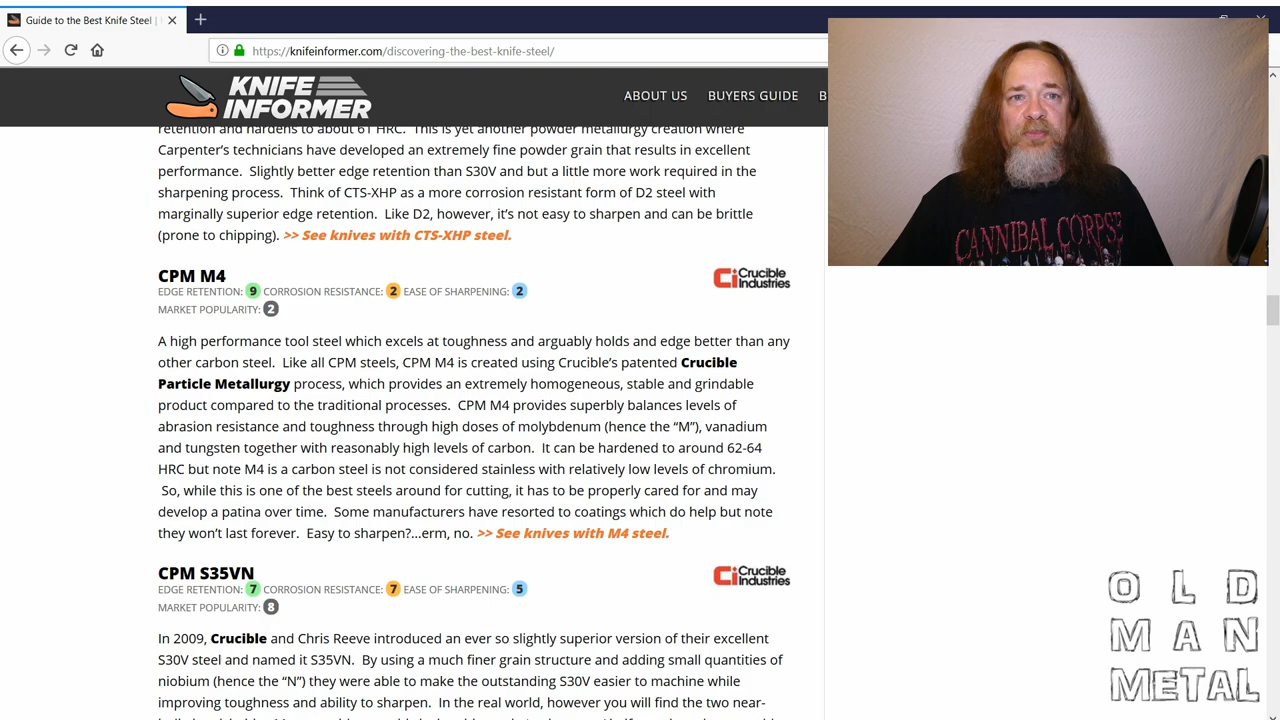 Guide to the Best Knife Steel |
https://knifeinformer.com/discovering-the-best-knife-steel/
KNIFE
INFORMER
ABOUT US BUYERS GUIDE B
retention and hardens to about 61 HRC. This is yet another powder metallurgy creation where
Carpenter’s technicians have developed an extremely fine powder grain that results in excellent
performance. Slightly better edge retention than S30V and but a little more work required in the
sharpening process. Think of CTS-XHP as a more corrosion resistant form of D2 steel with
marginally superior edge retention. Like D2, however, it’s not easy to sharpen and can be brittle
(prone to chipping). >> See knives with CTS-XHP steel.
CPM M4
Crucible
Industries
EDGE RETENTION: 9 CORROSION RESISTANCE: 2 EASE OF SHARPENING: 2
MARKET POPULARITY: 2
A high performance tool steel which excels at toughness and arguably holds and edge better than any
other carbon steel. Like all CPM steels, CPM M4 is created using Crucible’s patented Crucible
Particle Metallurgy process, which provides an extremely homogeneous, stable and grindable
product compared to the traditional processes. CPM M4 provides superbly balances levels of
abrasion resistance and toughness through high doses of molybdenum (hence the “M”), vanadium
and tungsten together with reasonably high levels of carbon. It can be hardened to around 62-64
HRC but note M4 is a carbon steel is not considered stainless with relatively low levels of chromium.
So, while this is one of the best steels around for cutting, it has to be properly cared for and may
develop a patina over time. Some manufacturers have resorted to coatings which do help but note
they won’t last forever. Easy to sharpen?...erm, no. >> See knives with M4 steel.
CPM S35VN
Crucible
Industries
EDGE RETENTION: 7 CORROSION RESISTANCE: 7 EASE OF SHARPENING: 5
MARKET POPULARITY: 8
In 2009, Crucible and Chris Reeve introduced an ever so slightly superior version of their excellent
S30V steel and named it S35VN. By using a much finer grain structure and adding small quantities of
niobium (hence the “N”) they were able to make the outstanding S30V easier to machine while
improving toughness and ability to sharpen. In the real world, however you will find the two near-
CANNIBAL CORPSE
OLD
MAN
METAL